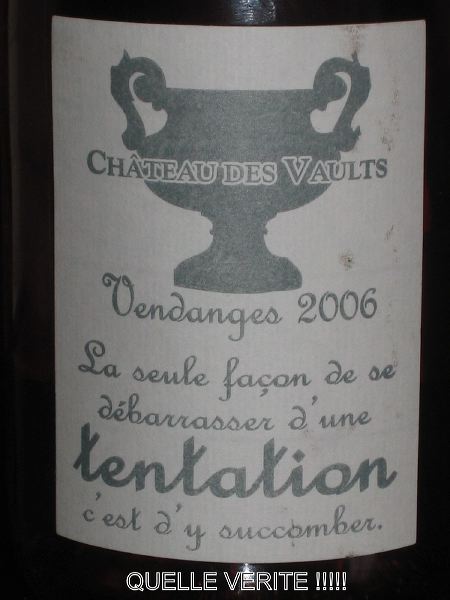 CHÂTEAU DES VAULTS
Vendanges 2006
La seule façon de se
débarrasser d'une
tentation
c'est d'y succomber.
QUELLE VERITE !!!!!